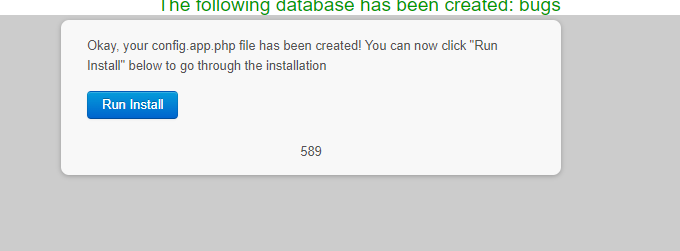 The following database has been created: bugs
Okay, your config.app.php file has been created! You can now click "Run
Install" below to go through the installation
Run Install
589